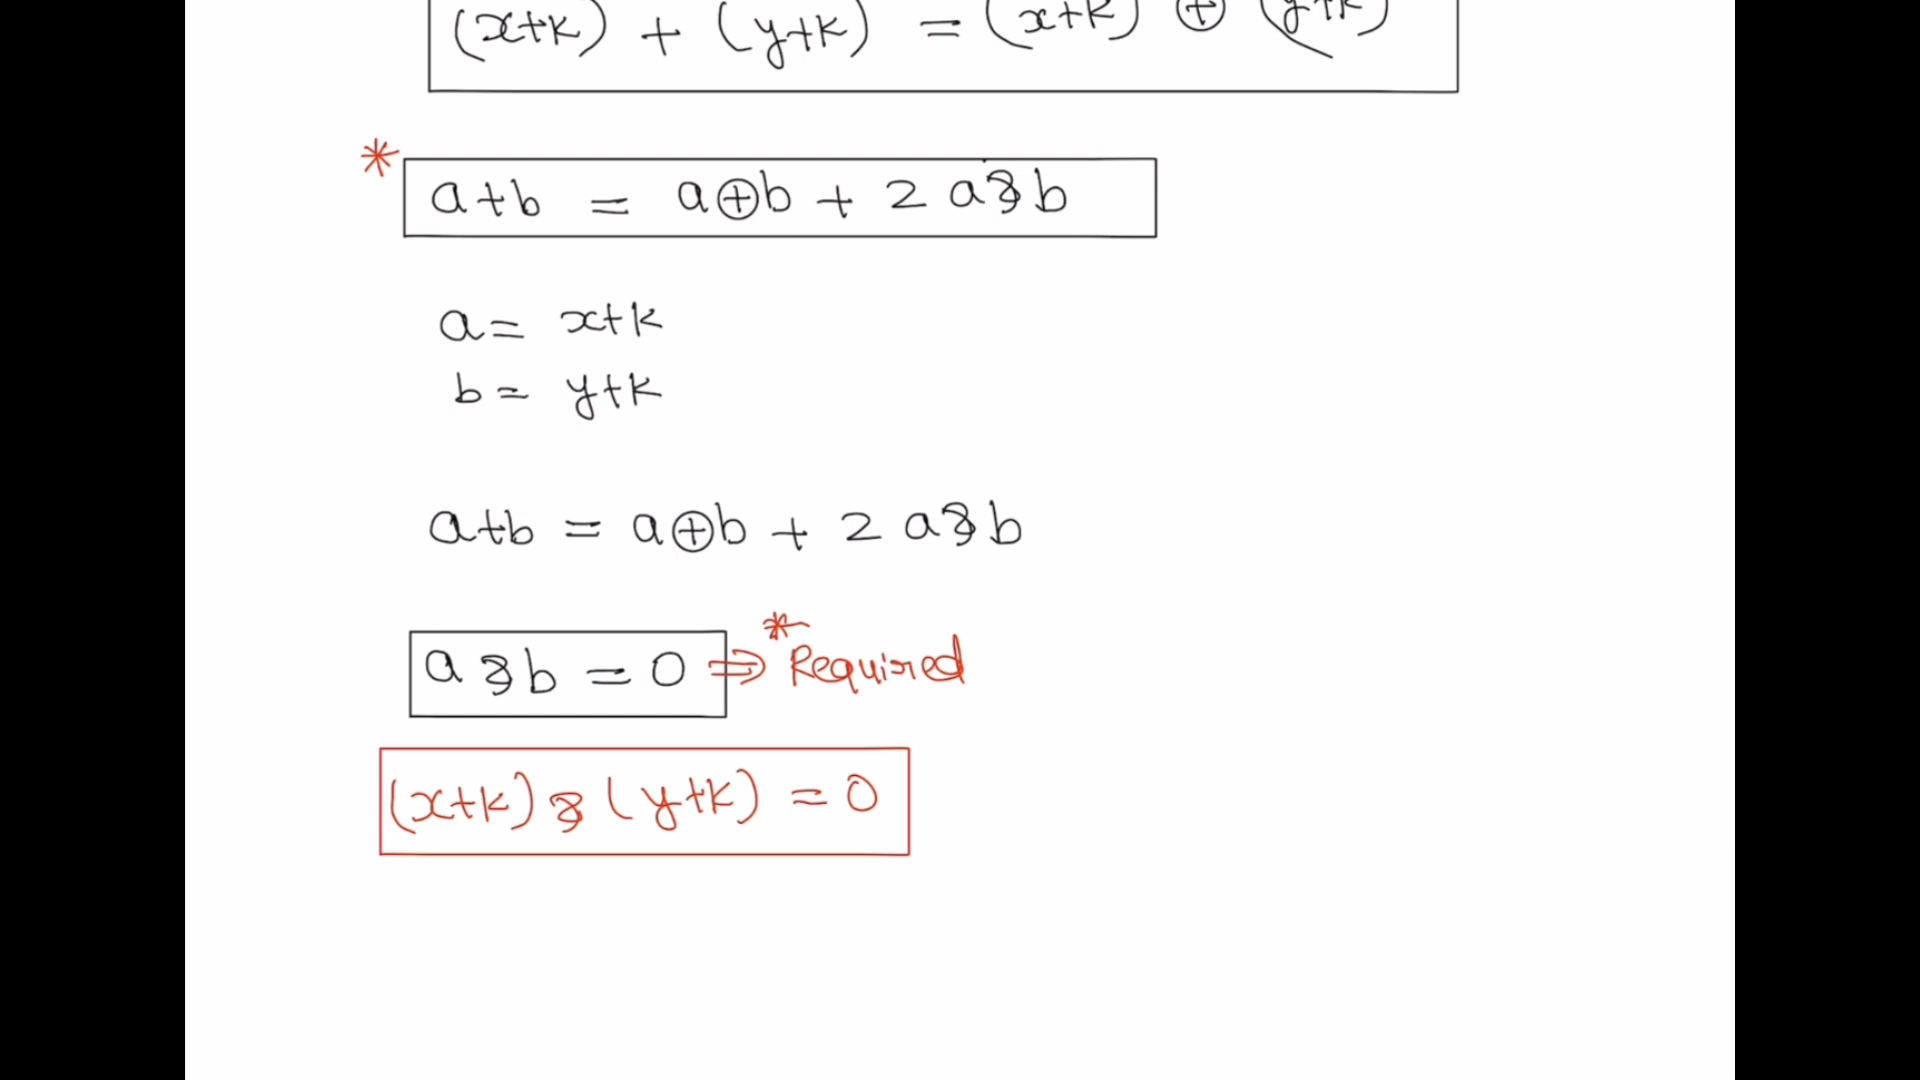 (x+k) + (y+k) = (x+k) ⊕ (y+k)
* a+b = a⊕b + 2 a&b
a = x+k
b = y+k
a+b = a⊕b + 2 a&b
a & b = 0 ⇒ * Required
(x+k) & (y+k) = 0